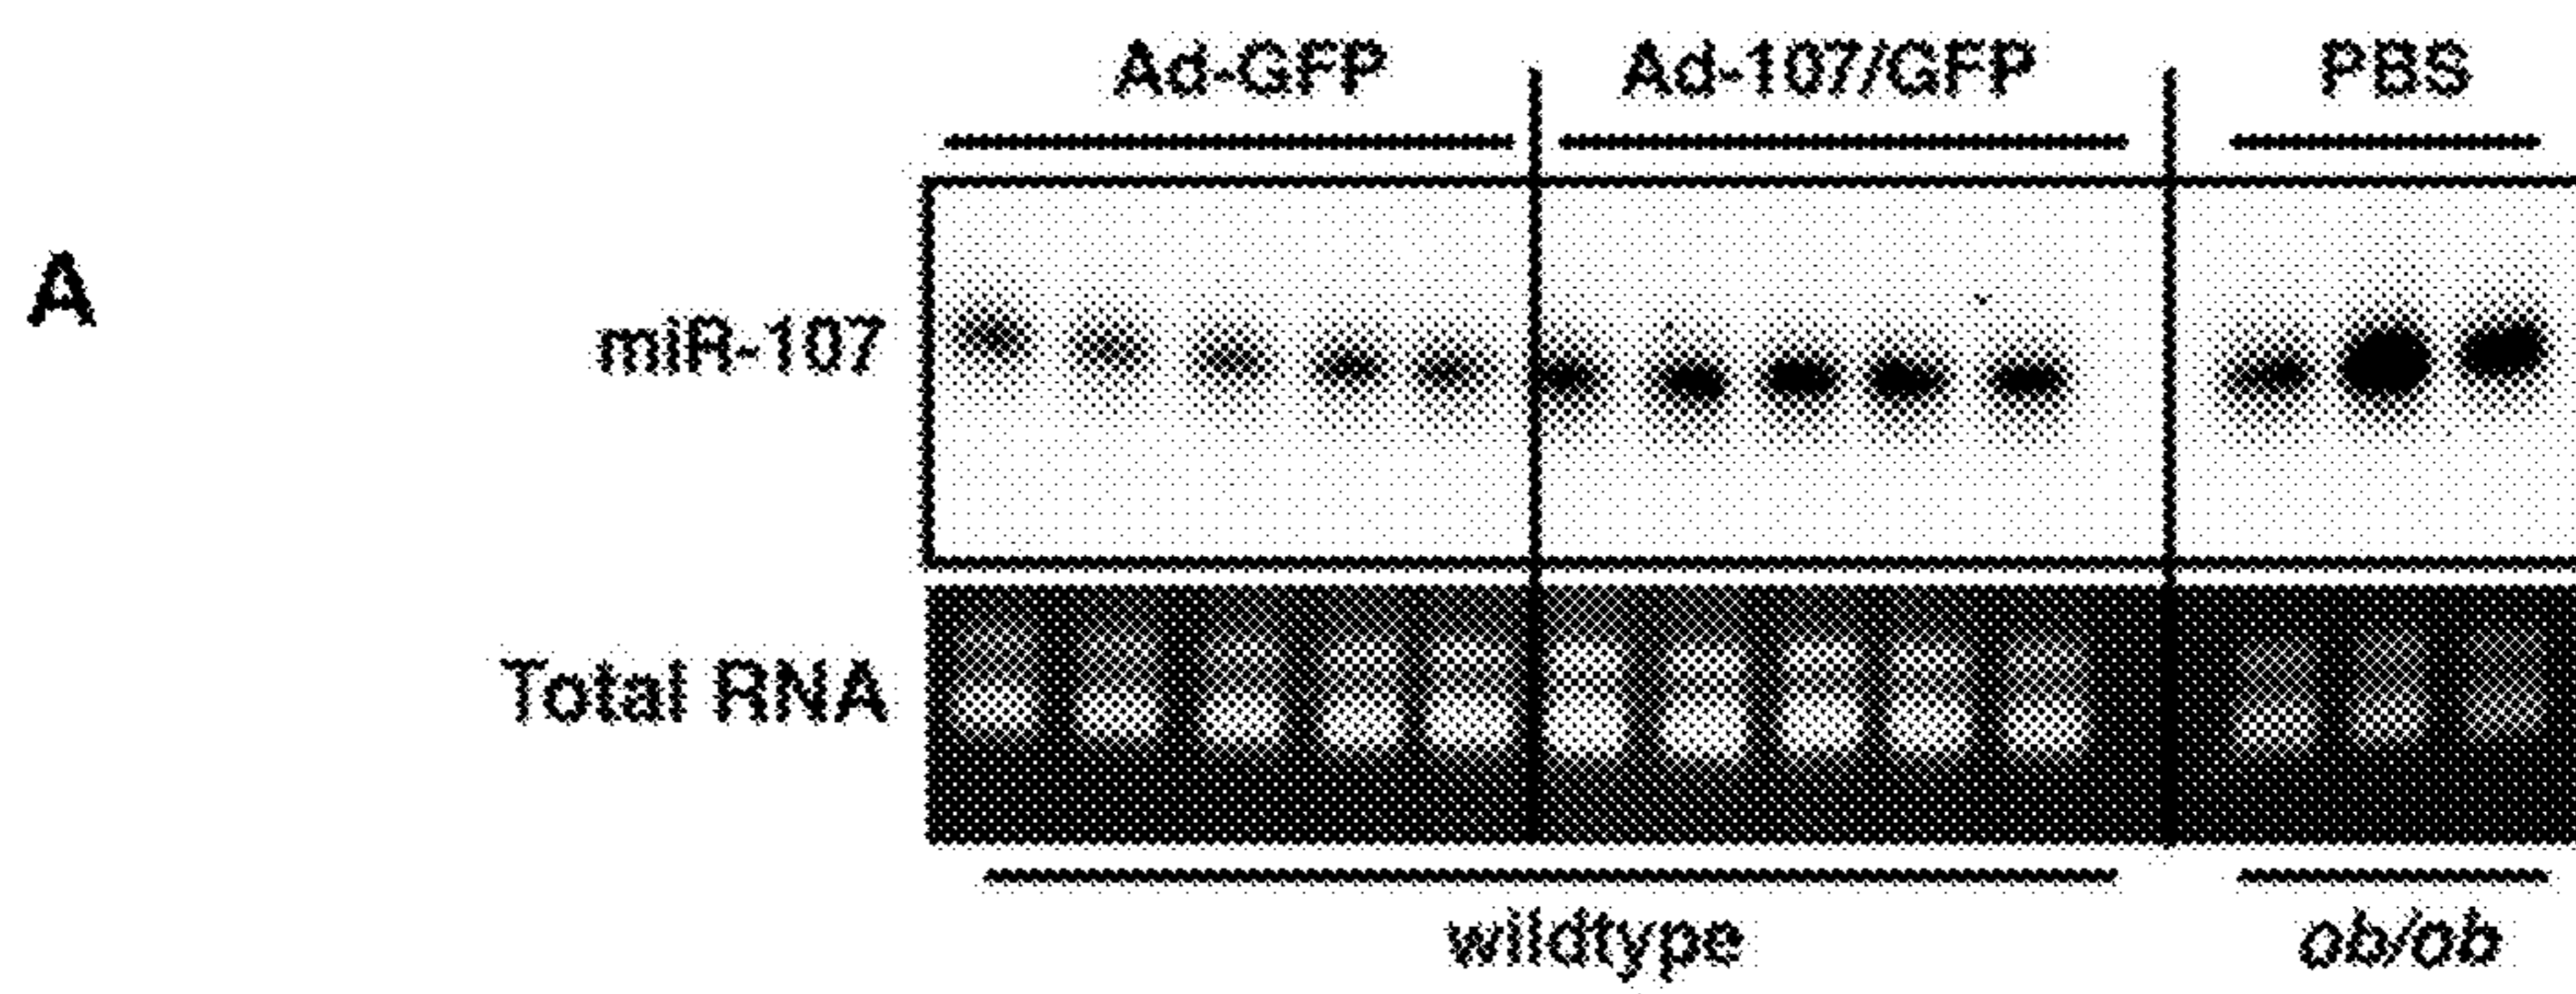 Ad-GFP Ad-107/GFP PBS
A
miR-107
Total RNA
wildtype ob/ob